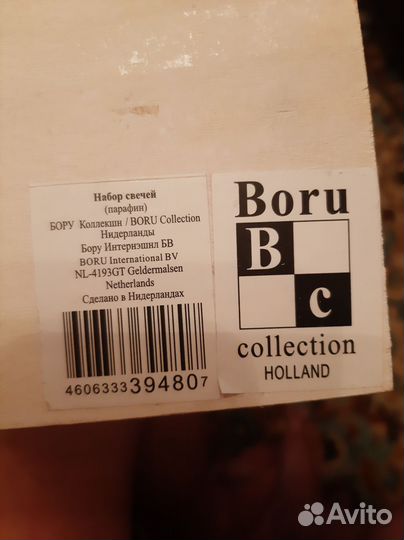 Набор свечей
(парафин)
БОРУ Коллекшн / BORU Collection
Нидерланды
Бору Интернэшнл БВ
BORU International BV
NL-4193GT Geldermalsen
Netherlands
Сделано в Нидерландах
4606333394807
Boru
B
c
collection
HOLLAND
Avito